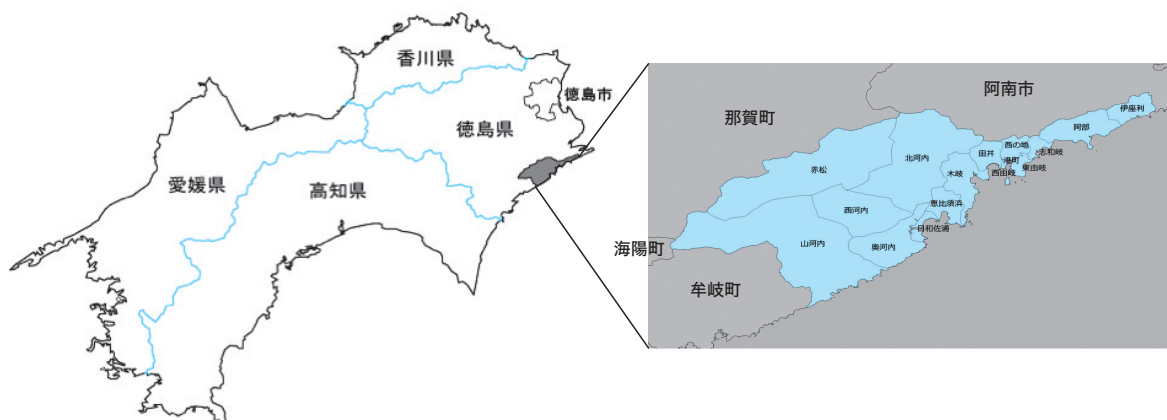 香川県
徳島市
徳島県
愛媛県
高知県
阿南市
那賀町
伊座利
阿部
西の地
志和岐
田井
港町
北河内
東由岐
西由岐
赤松
木岐
恵比須浜
西河内
日和佐浦
山河内
奥河内
海陽町
牟岐町